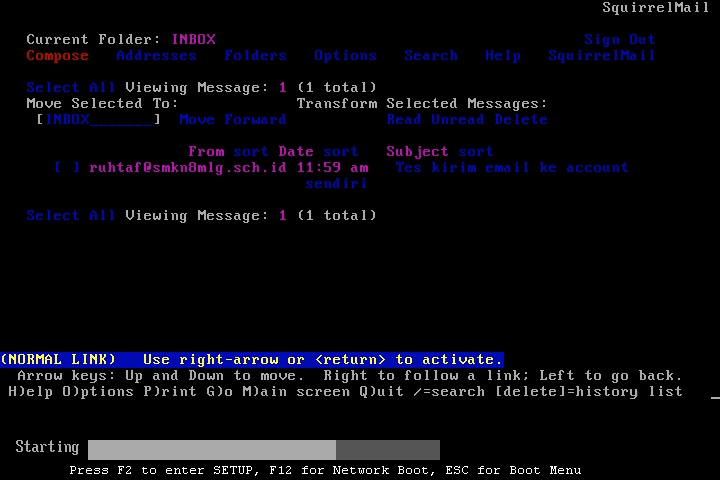 SquirrelMail
Current Folder: INBOX Sign Out
Compose Addresses Folders Options Search Help SquirrelMail
Select All Viewing Message: 1 (1 total)
Move Selected To: Transform Selected Messages:
[INBOX_______] Move Forward Read Unread Delete
From sort Date sort Subject sort
[ ] ruhtaf@smkn8mlg.sch.id 11:59 am Tes kirim email ke account
sendiri
Select All Viewing Message: 1 (1 total)
(NORMAL LINK) Use right-arrow or <return> to activate.
Arrow keys: Up and Down to move. Right to follow a link; Left to go back.
H)elp O)ptions P)rint G)o M)ain screen Q)uit /=search [delete]=history list
Starting
Press F2 to enter SETUP, F12 for Network Boot, ESC for Boot Menu